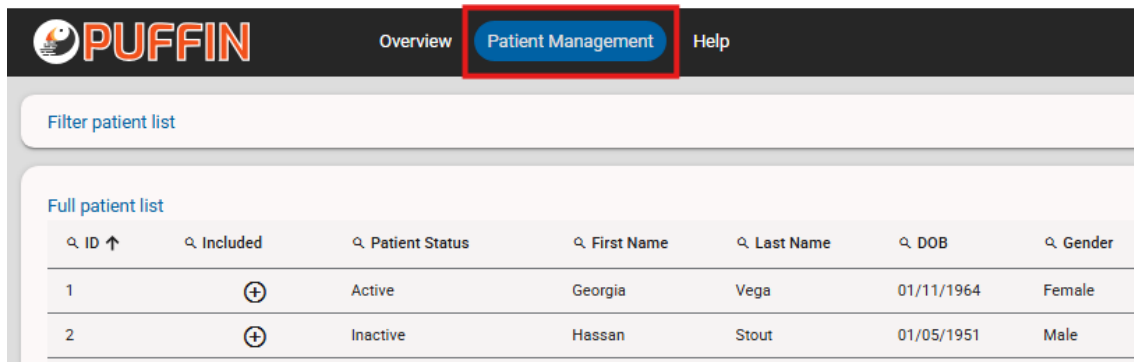 PUFFIN Overview Patient Management Help
Filter patient list
Full patient list
ID Included Patient Status First Name Last Name DOB Gender
1 Active Georgia Vega 01/11/1964 Female
2 Inactive Hassan Stout 01/05/1951 Male